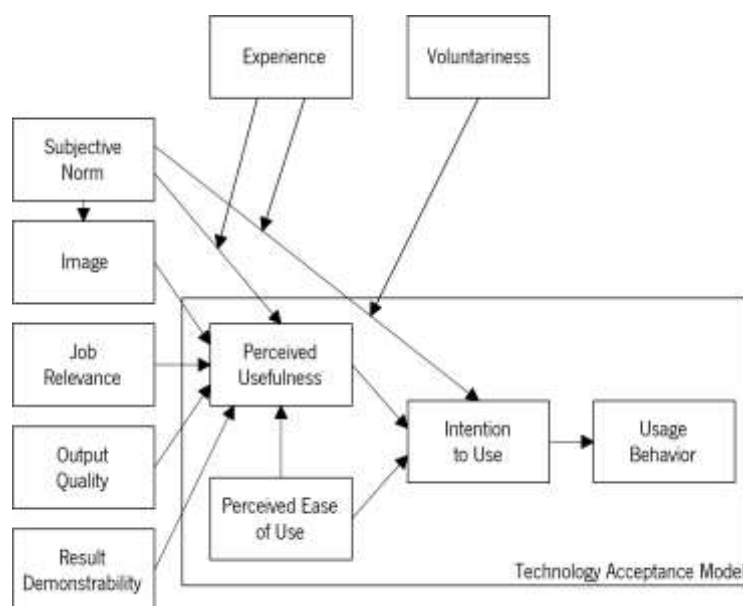 Experience
Voluntariness
Subjective
Norm
Image
Job
Relevance
Output
Quality
Result
Demonstrability
Perceived
Usefulness
Perceived Ease
of Use
Intention
to Use
Usage
Behavior
Technology Acceptance Model